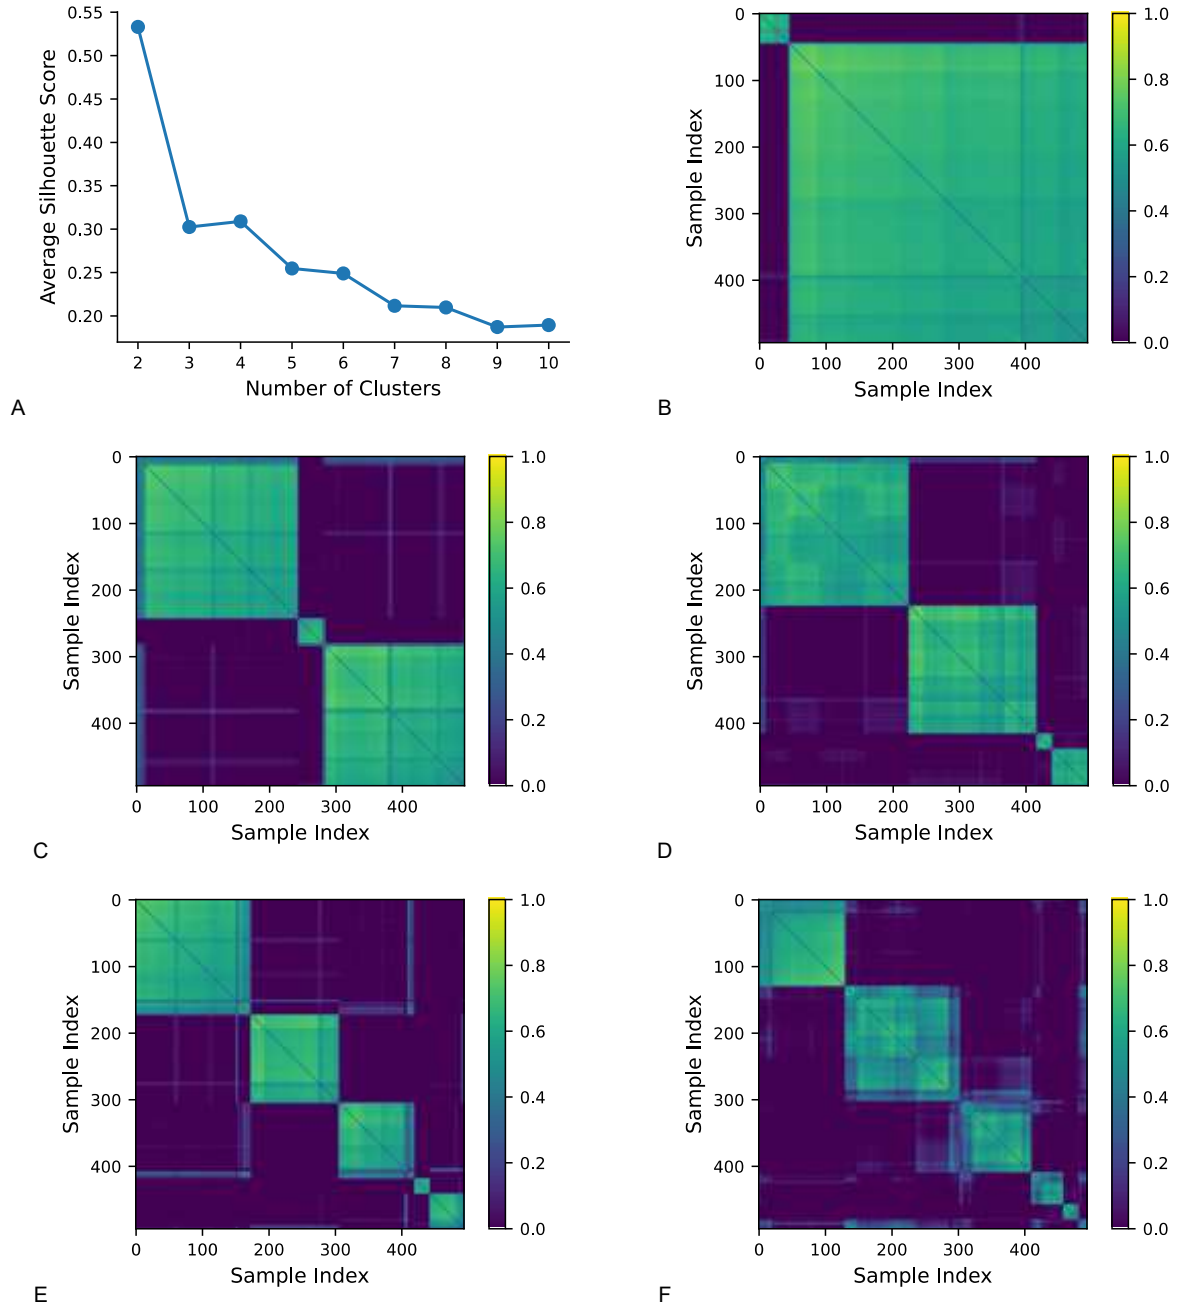 0.55
0.50
0.45
0.40
0.35
0.30
0.25
0.20
Average Silhouette Score
2 3 4 5 6 7 8 9 10
Number of Clusters
A
0
100
200
300
400
Sample Index
0 100 200 300 400
Sample Index
1.0
0.8
0.6
0.4
0.2
0.0
B
0
100
200
300
400
Sample Index
0 100 200 300 400
Sample Index
1.0
0.8
0.6
0.4
0.2
0.0
C
0
100
200
300
400
Sample Index
0 100 200 300 400
Sample Index
1.0
0.8
0.6
0.4
0.2
0.0
D
0
100
200
300
400
Sample Index
0 100 200 300 400
Sample Index
1.0
0.8
0.6
0.4
0.2
0.0
E
0
100
200
300
400
Sample Index
0 100 200 300 400
Sample Index
1.0
0.8
0.6
0.4
0.2
0.0
F